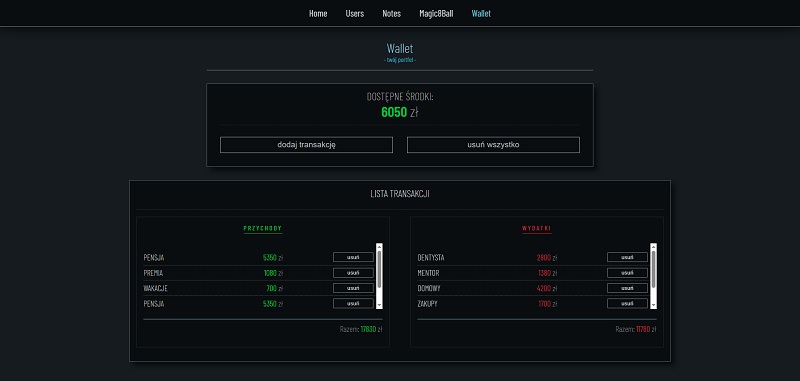 Home Users Notes Magic8Ball Wallet
Wallet
- twój portfel -
DOSTĘPNE ŚRODKI:
6050 zł
dodaj transakcję usuń wszystko
LISTA TRANSAKCJI
PRZYCHODY
PENSJA 5350 zł usuń
PREMIA 1080 zł usuń
WAKACJE 700 zł usuń
PENSJA 5350 zł usuń
Razem: 17830 zł
WYDATKI
DENTYSTA 2800 zł usuń
MENTOR 1380 zł usuń
DOMOWY 4200 zł usuń
ZAKUPY 1700 zł usuń
Razem: 11780 zł